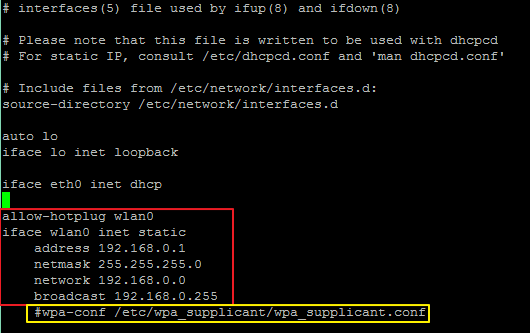 # interfaces(5) file used by ifup(8) and ifdown(8)
# Please note that this file is written to be used with dhcpcd
# For static IP, consult /etc/dhcpcd.conf and 'man dhcpcd.conf'
# Include files from /etc/network/interfaces.d:
source-directory /etc/network/interfaces.d
auto lo
iface lo inet loopback
iface eth0 inet dhcp
allow-hotplug wlan0
iface wlan0 inet static
address 192.168.0.1
netmask 255.255.255.0
network 192.168.0.0
broadcast 192.168.0.255
#wpa-conf /etc/wpa_supplicant/wpa_supplicant.conf